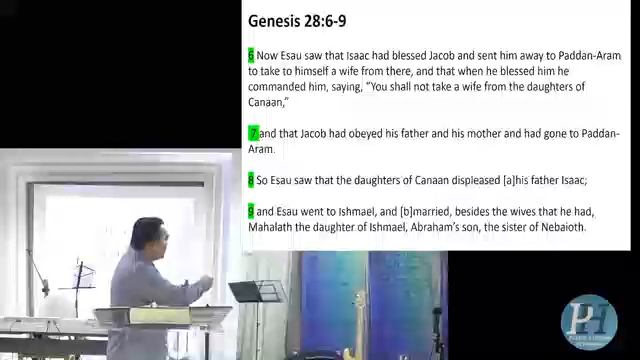 Genesis 28:6-9
6 Now Esau saw that Isaac had blessed Jacob and sent him away to Paddan-Aram
to take to himself a wife from there, and that when he blessed him he
commanded him, saying, “You shall not take a wife from the daughters of
Canaan,”
7 and that Jacob had obeyed his father and his mother and had gone to Paddan-
Aram.
8 So Esau saw that the daughters of Canaan displeased [a]his father Isaac;
9 and Esau went to Ishmael, and [b]married, besides the wives that he had,
Mahalath the daughter of Ishmael, Abraham’s son, the sister of Nebaioth.
PH